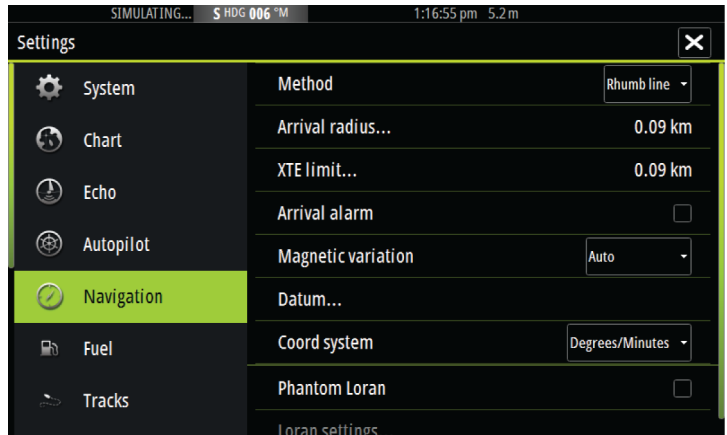 SIMULATING... S HDG 006 °M 1:16:55 pm 5.2 m
Settings
System
Chart
Echo
Autopilot
Navigation
Fuel
Tracks
Method Rhumb line
Arrival radius... 0.09 km
XTE limit... 0.09 km
Arrival alarm
Magnetic variation Auto
Datum...
Coord system Degrees/Minutes
Phantom Loran
Loran settings